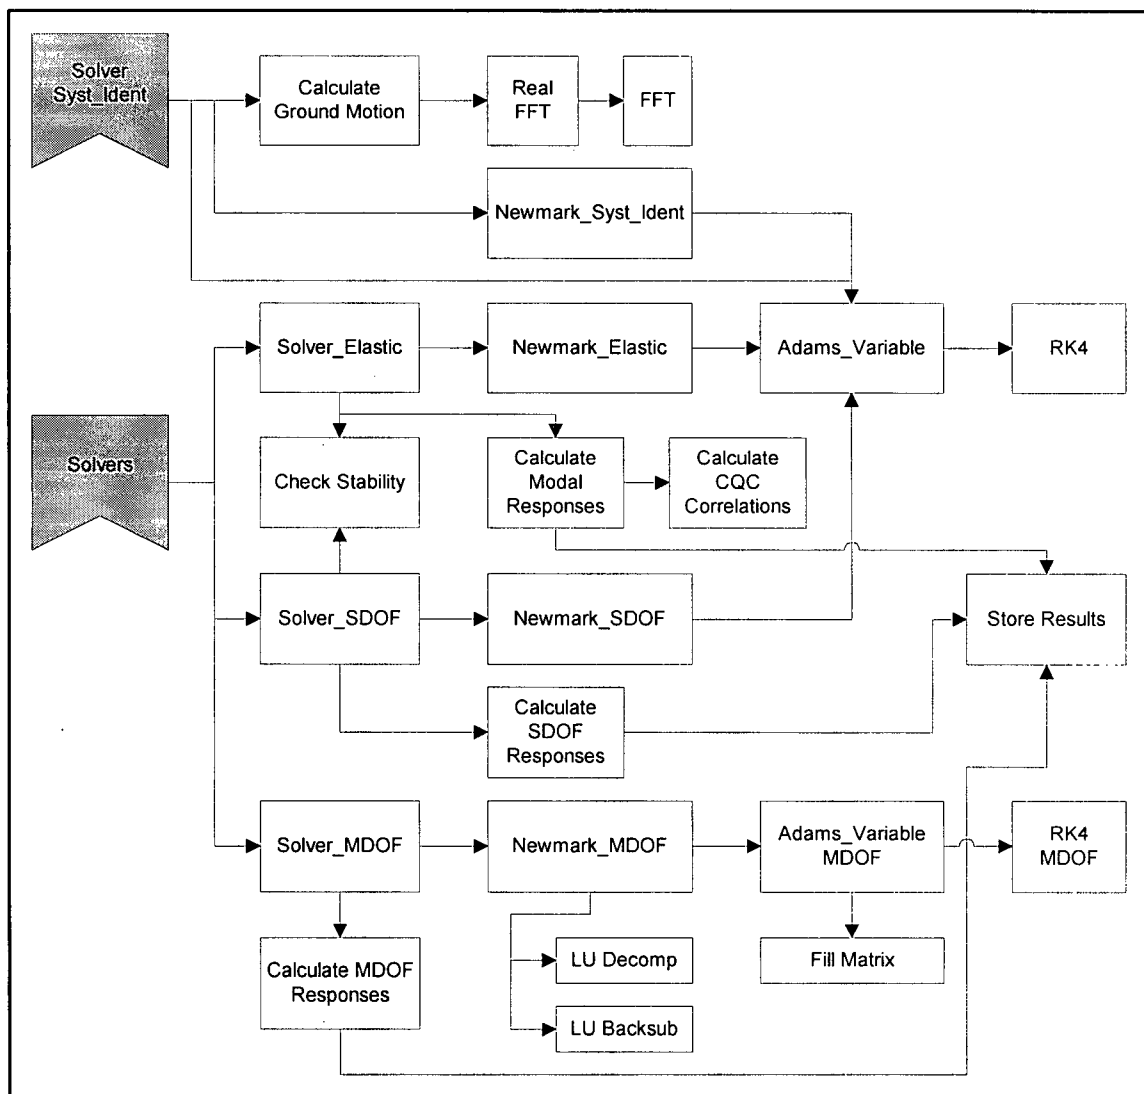 Solver
Syst_Ident
Calculate
Ground Motion
Real
FFT
FFT
Newmark_Syst_Ident
Solver_Elastic
Newmark_Elastic
Adams_Variable
RK4
Solvers
Check Stability
Calculate
Modal
Responses
Calculate
CQC
Correlations
Solver_SDOF
Newmark_SDOF
Store Results
Calculate
SDOF
Responses
Solver_MDOF
Newmark_MDOF
Adams_Variable
MDOF
RK4
MDOF
Calculate MDOF
Responses
LU Decomp
Fill Matrix
LU Backsub